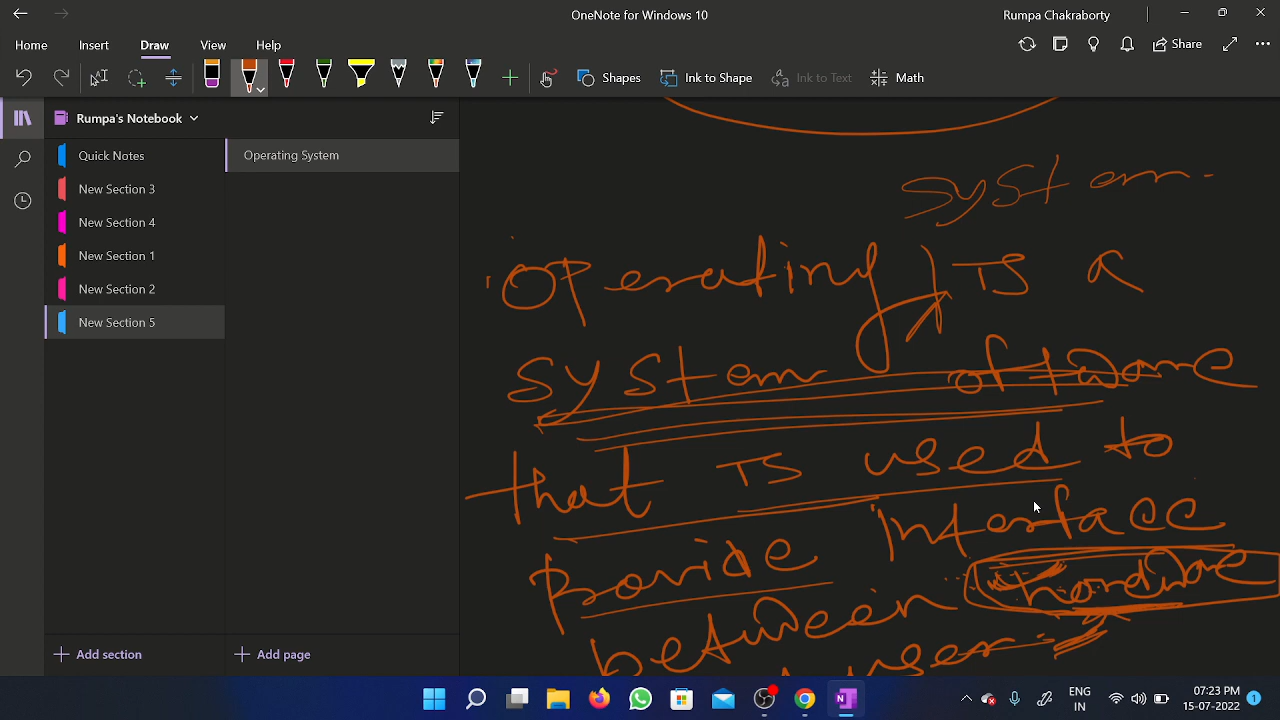 OneNote for Windows 10
Rumpa Chakraborty
Home Insert Draw View Help
Share
Shapes Ink to Shape Ink to Text Math
Rumpa's Notebook
Quick Notes
New Section 3
New Section 4
New Section 1
New Section 2
New Section 5
Operating System
system
operating is a
system oftware
that is used to
provide interface
between hardware
user
Add section
Add page
ENG
IN
07:23 PM
15-07-2022
1